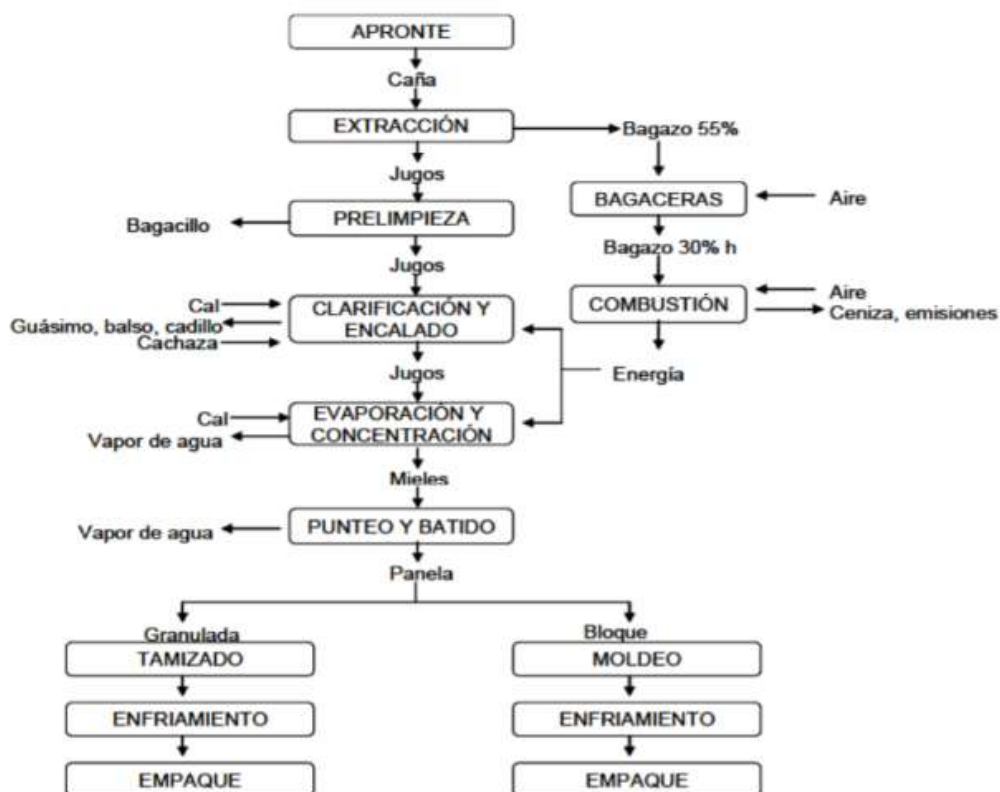 APRONTE
Caña
EXTRACCIÓN
Bagazo 55%
Jugos
BAGACERAS
Aire
PRELIMPIEZA
Bagacillo
Bagazo 30% h
Jugos
Aire
Cal
CLARIFICACIÓN Y
ENCALADO
COMBUSTIÓN
Ceniza, emisiones
Guásimo, balso, cadillo
Cachaza
Jugos
Energía
Cal
EVAPORACIÓN Y
CONCENTRACIÓN
Vapor de agua
Mieles
PUNTEO Y BATIDO
Vapor de agua
Panela
Granulada
Bloque
TAMIZADO
MOLDEO
ENFRIAMIENTO
ENFRIAMIENTO
EMPAQUE
EMPAQUE